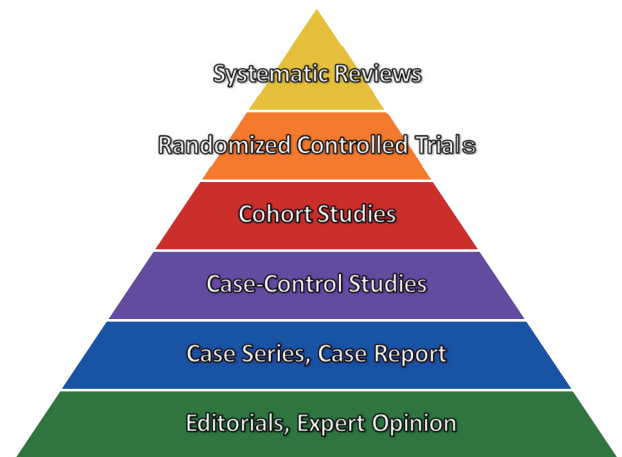 Systematic Reviews
Randomized Controlled Trials
Cohort Studies
Case-Control Studies
Case Series, Case Report
Editorials, Expert Opinion